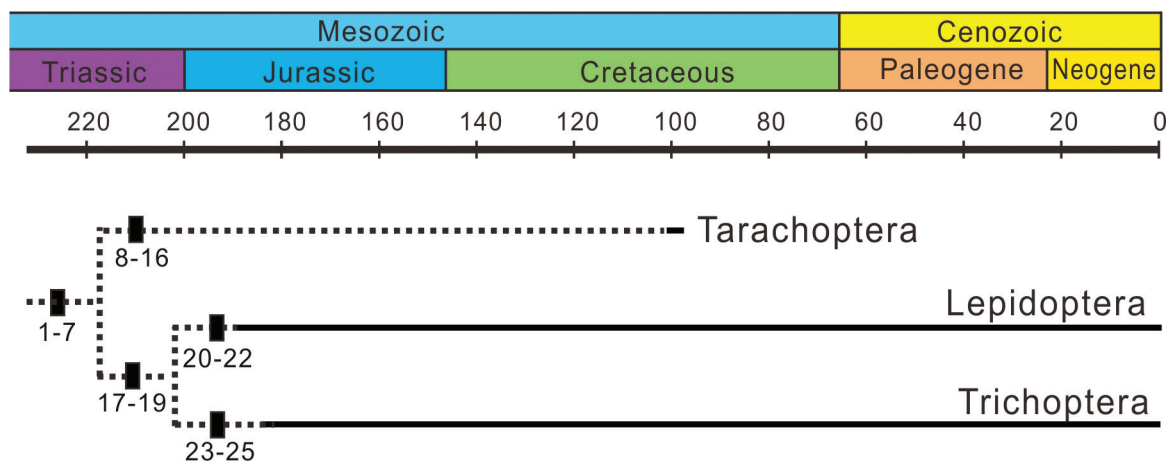 Mesozoic Cenozoic
Triassic Jurassic Cretaceous Paleogene Neogene
220 200 180 160 140 120 100 80 60 40 20 0
Tarachoptera
8-16
Lepidoptera
1-7
20-22
17-19
Trichoptera
23-25